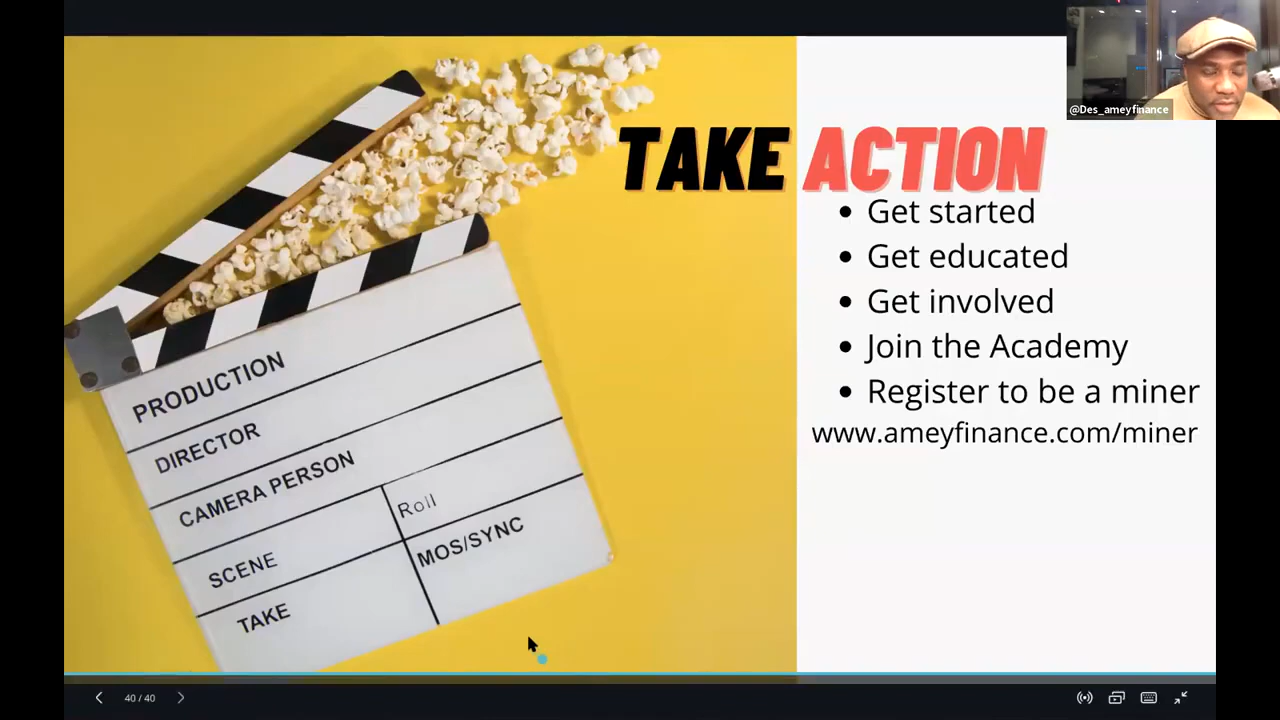 @Des_ameyfinance
TAKE ACTION
Get started
Get educated
Get involved
Join the Academy
Register to be a miner
www.ameyfinance.com/miner
PRODUCTION
DIRECTOR
CAMERA PERSON
SCENE
Roll
TAKE
MOS/SYNC
40 / 40